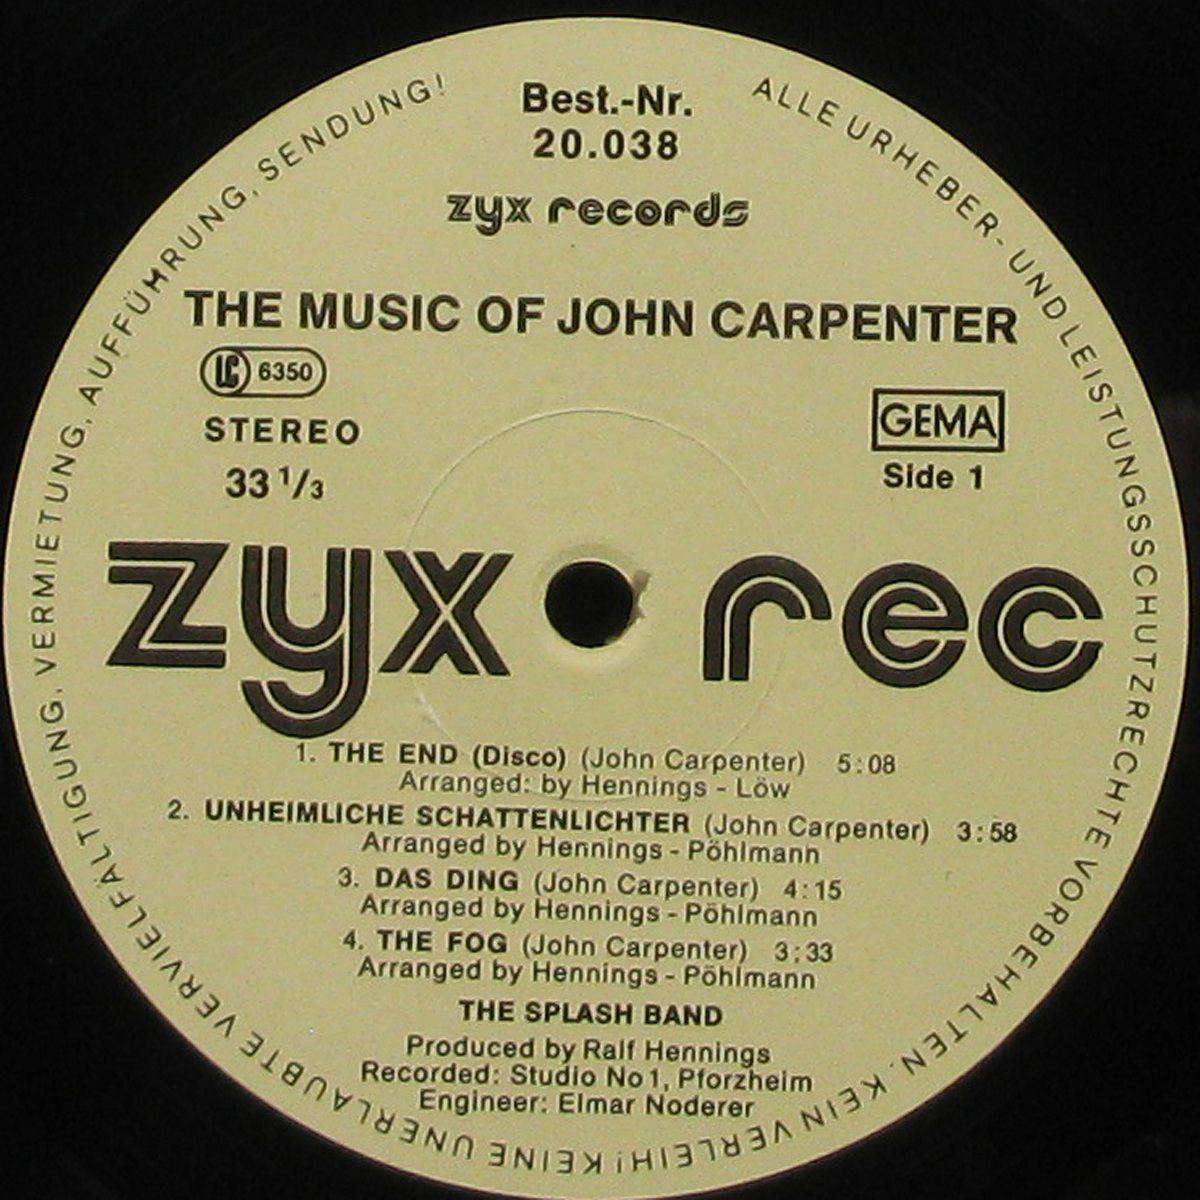 Best.-Nr.
20.038
zyx records
THE MUSIC OF JOHN CARPENTER
LC 6350
STEREO
33 1/3
GEMA
Side 1
zyx rec
1. THE END (Disco) (John Carpenter) 5:08
Arranged: by Hennings - Löw
2. UNHEIMLICHE SCHATTENLICHTER (John Carpenter) 3:58
Arranged by Hennings - Pöhlmann
3. DAS DING (John Carpenter) 4:15
Arranged by Hennings - Pöhlmann
4. THE FOG (John Carpenter) 3:33
Arranged by Hennings - Pöhlmann
THE SPLASH BAND
Produced by Ralf Hennings
Recorded: Studio No 1, Pforzheim
Engineer: Elmar Noderer
ALLE URHEBER- UND LEISTUNGSSCHUTZRECHTE VORBEHALTEN. KEIN VERLEIH! KEINE UNERLAUBTE VERVIELFÄLTIGUNG, VERMIETUNG, AUFFÜHRUNG, SENDUNG!